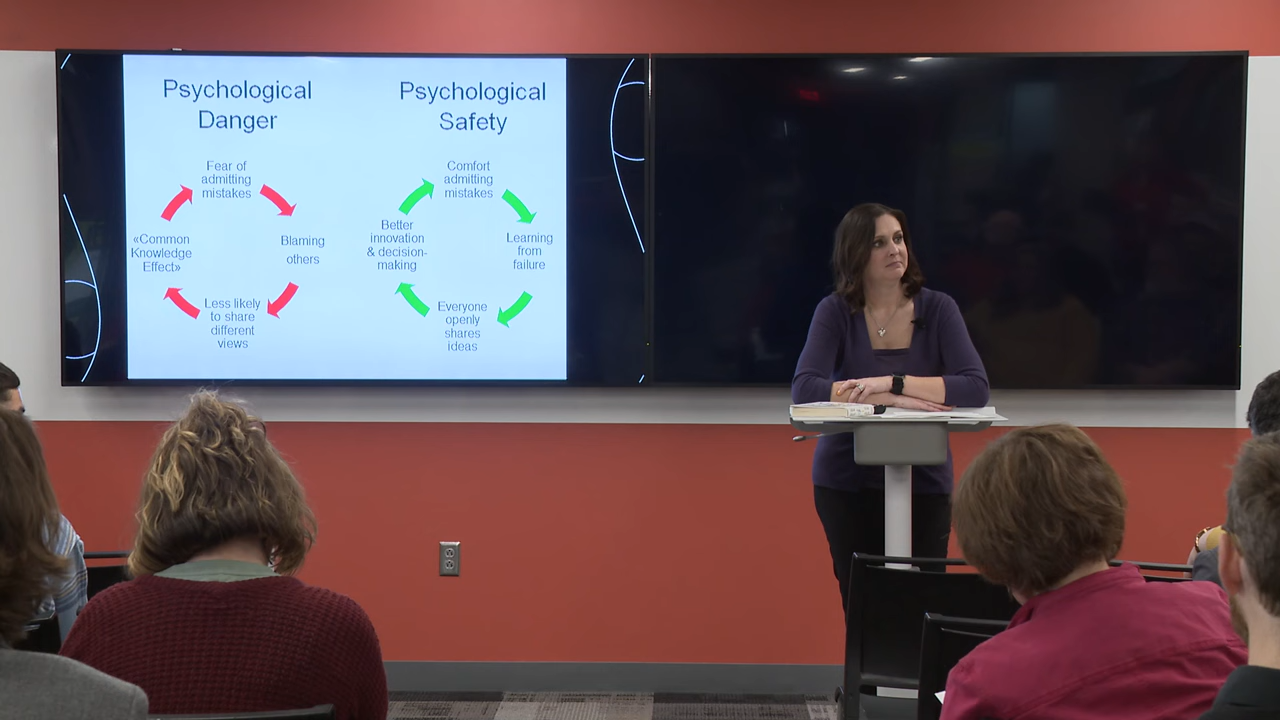 Psychological
Danger
Fear of
admitting
mistakes
Blaming
others
Less likely
to share
different
views
«Common
Knowledge
Effect»
Psychological
Safety
Comfort
admitting
mistakes
Learning
from
failure
Everyone
openly
shares
ideas
Better
innovation
& decision-
making